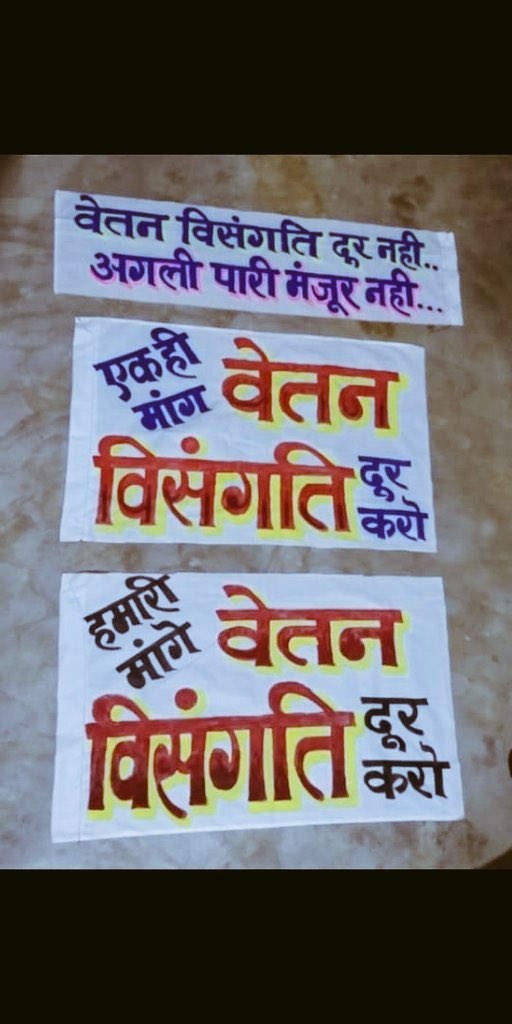 वेतन विसंगति दूर नही..
अगली पारी मंजूर नही...
एक ही
मांग
वेतन
विसंगति
दूर
करो
हमारी
मांगे
वेतन
विसंगति
दूर
करो